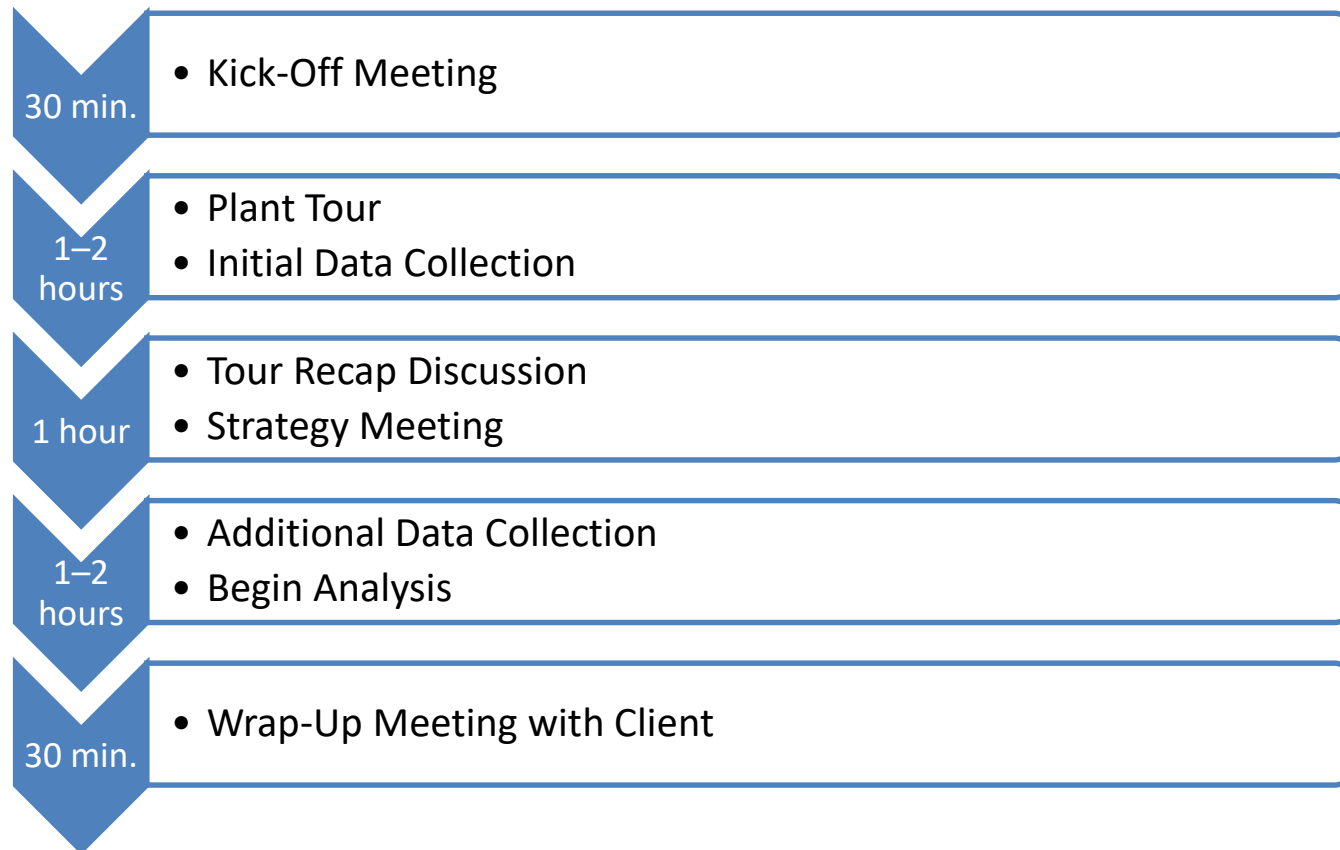 30 min.
• Kick-Off Meeting
1–2
hours
• Plant Tour
• Initial Data Collection
1 hour
• Tour Recap Discussion
• Strategy Meeting
1–2
hours
• Additional Data Collection
• Begin Analysis
30 min.
• Wrap-Up Meeting with Client